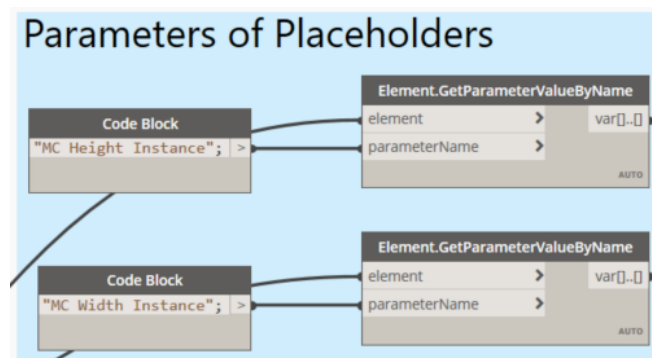 Parameters of Placeholders
Element.GetParameterValueByName
Code Block
element > var[]..[]
"MC Height Instance"; >
parameterName >
AUTO
Element.GetParameterValueByName
Code Block
element > var[]..[]
"MC Width Instance"; >
parameterName >
AUTO